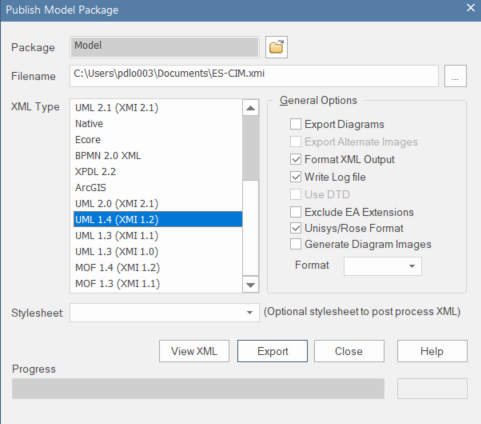 Publish Model Package
Package
Model
Filename
C:\Users\pdlo003\Documents\ES-CIM.xmi
...
XML Type
UML 2.1 (XMI 2.1)
Native
Ecore
BPMN 2.0 XML
XPDL 2.2
ArcGIS
UML 2.0 (XMI 2.1)
UML 1.4 (XMI 1.2)
UML 1.3 (XMI 1.1)
UML 1.3 (XMI 1.0)
MOF 1.4 (XMI 1.2)
MOF 1.3 (XMI 1.1)
General Options
Export Diagrams
Export Alternate Images
Format XML Output
Write Log file
Use DTD
Exclude EA Extensions
Unisys/Rose Format
Generate Diagram Images
Format
Stylesheet
(Optional stylesheet to post process XML)
View XML
Export
Close
Help
Progress